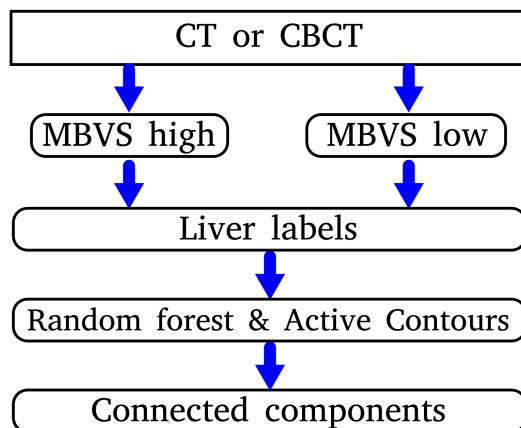 CT or CBCT
MBVS high
MBVS low
Liver labels
Random forest & Active Contours
Connected components